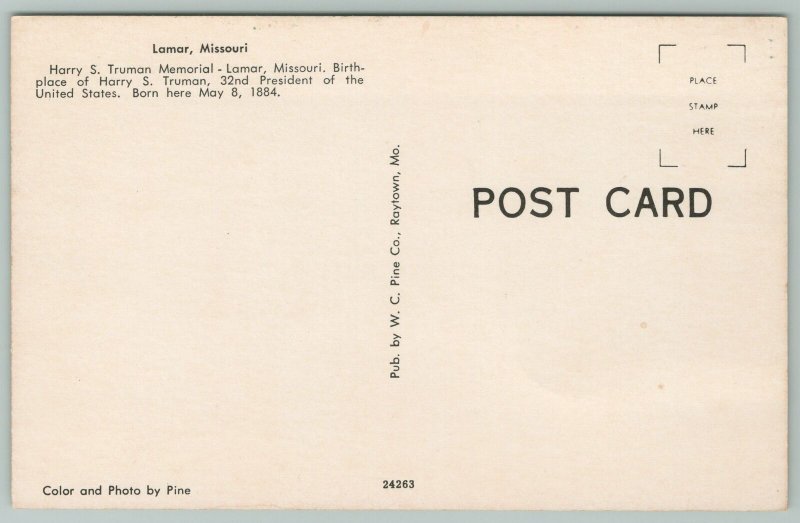 Lamar, Missouri
Harry S. Truman Memorial - Lamar, Missouri. Birth-
place of Harry S. Truman, 32nd President of the
United States. Born here May 8, 1884.
PLACE
STAMP
HERE
POST CARD
Pub. by W. C. Pine Co., Raytown, Mo.
Color and Photo by Pine
24263